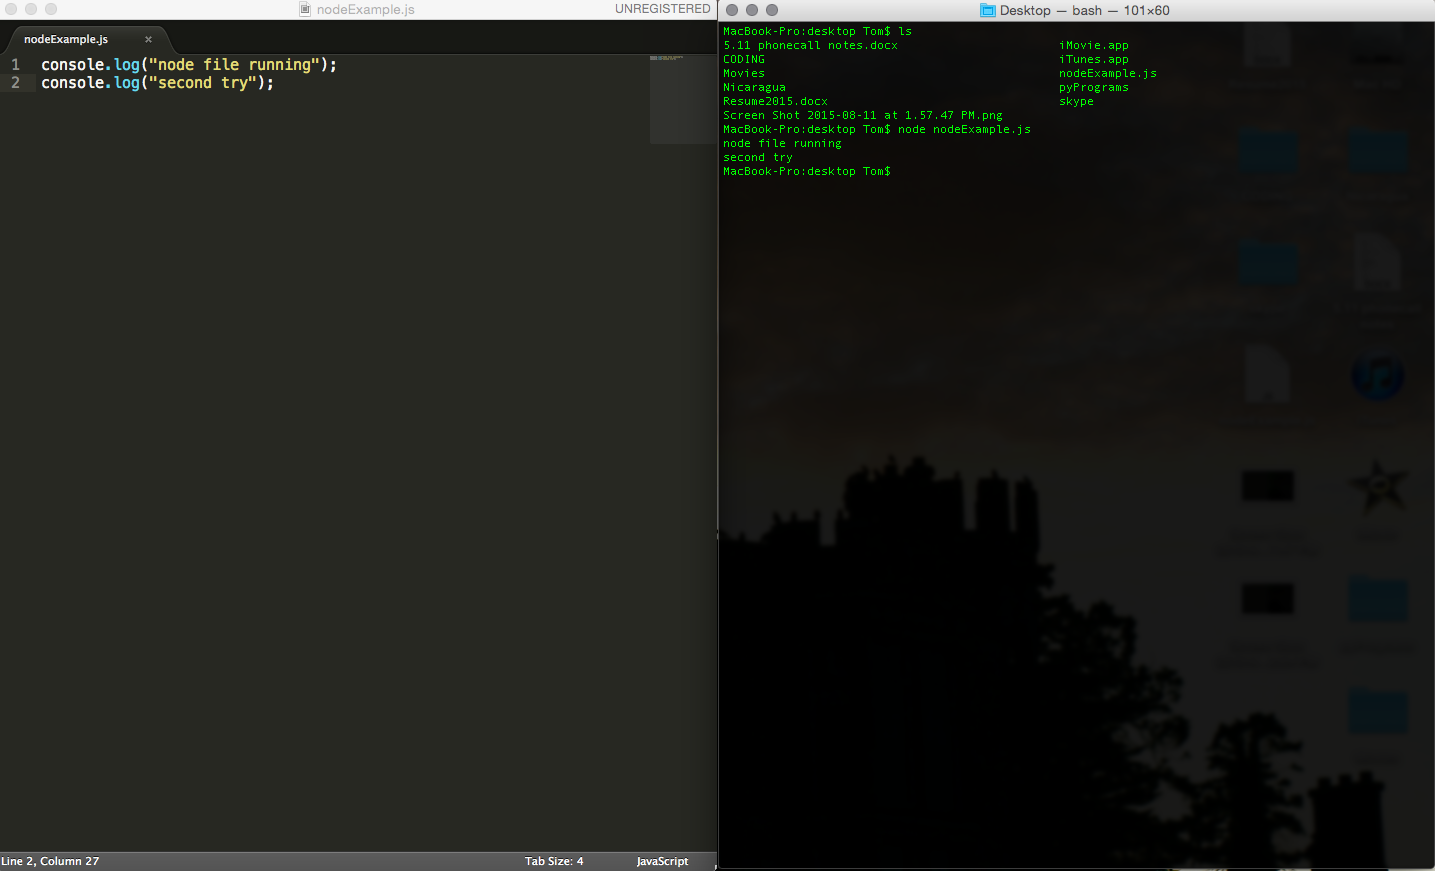 nodeExample.js
UNREGISTERED
nodeExample.js ×
1 console.log("node file running");
2 console.log("second try");
Line 2, Column 27
Tab Size: 4
JavaScript
Desktop — bash — 101×60
MacBook-Pro:desktop Tom$ ls
5.11 phonecall notes.docx iMovie.app
CODING iTunes.app
Movies nodeExample.js
Nicaragua pyPrograms
Resume2015.docx skype
Screen Shot 2015-08-11 at 1.57.47 PM.png
MacBook-Pro:desktop Tom$ node nodeExample.js
node file running
second try
MacBook-Pro:desktop Tom$